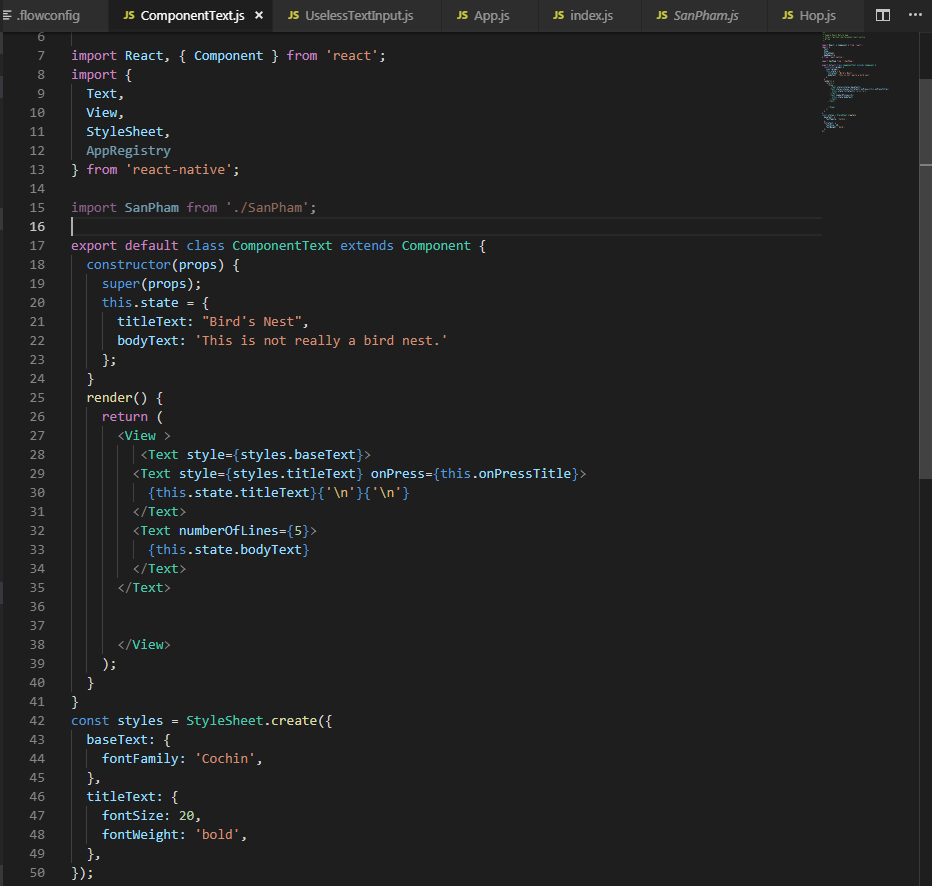 .flowconfig JS ComponentText.js × JS UselessTextInput.js JS App.js JS index.js JS SanPham.js JS Hop.js ...
6
7 import React, { Component } from 'react';
8 import {
9 Text,
10 View,
11 StyleSheet,
12 AppRegistry
13 } from 'react-native';
14
15 import SanPham from './SanPham';
16
17 export default class ComponentText extends Component {
18 constructor(props) {
19 super(props);
20 this.state = {
21 titleText: "Bird's Nest",
22 bodyText: 'This is not really a bird nest.'
23 };
24 }
25 render() {
26 return (
27 <View >
28 <Text style={styles.baseText}>
29 <Text style={styles.titleText} onPress={this.onPressTitle}>
30 {this.state.titleText}{'\n'}{'\n'}
31 </Text>
32 <Text numberOfLines={5}>
33 {this.state.bodyText}
34 </Text>
35 </Text>
36
37
38 </View>
39 );
40 }
41 }
42 const styles = StyleSheet.create({
43 baseText: {
44 fontFamily: 'Cochin',
45 },
46 titleText: {
47 fontSize: 20,
48 fontWeight: 'bold',
49 },
50 });